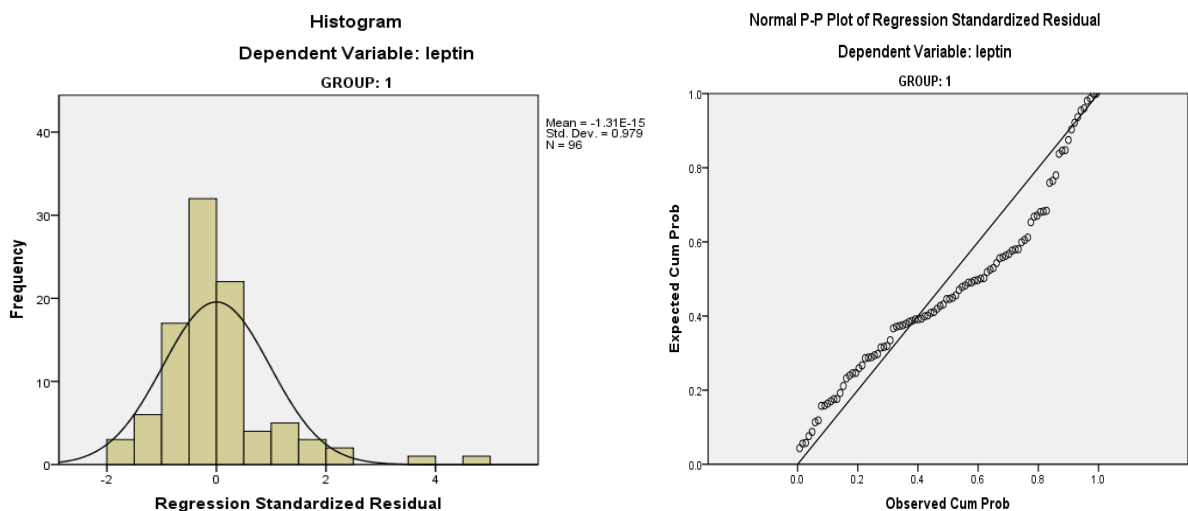 Histogram
Dependent Variable: leptin
GROUP: 1
Mean = -1.31E-15
Std. Dev. = 0.979
N = 96
Frequency
40
30
20
10
0
-2
0
2
4
Regression Standardized Residual
Normal P-P Plot of Regression Standardized Residual
Dependent Variable: leptin
GROUP: 1
Expected Cum Prob
1.0
0.8
0.6
0.4
0.2
0.0
0.0
0.2
0.4
0.6
0.8
1.0
Observed Cum Prob